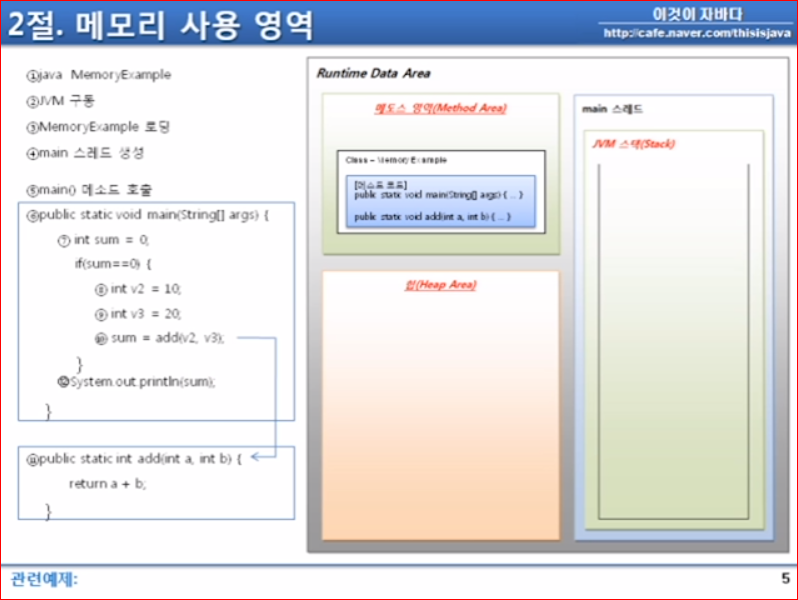 2절. 메모리 사용 영역
이것이 자바다
http://cafe.naver.com/thisisjava
①java MemoryExample
②JVM 구동
③MemoryExample 로딩
④main 스레드 생성
⑤main() 메소드 호출
⑥public static void main(String[] args) {
⑦ int sum = 0;
if(sum==0) {
⑧ int v2 = 10;
⑨ int v3 = 20;
⑩ sum = add(v2, v3);
}
⑫System.out.println(sum);
}
⑪public static int add(int a, int b) {
return a + b;
}
Runtime Data Area
메도스 영역(Method Area)
Class – MemoryExample
[메소드 코드]
public static void main(String[] args) { ... }
public static void add(int a, int b) { ... }
힙(Heap Area)
main 스레드
JVM 스택(Stack)
관련예제:
5